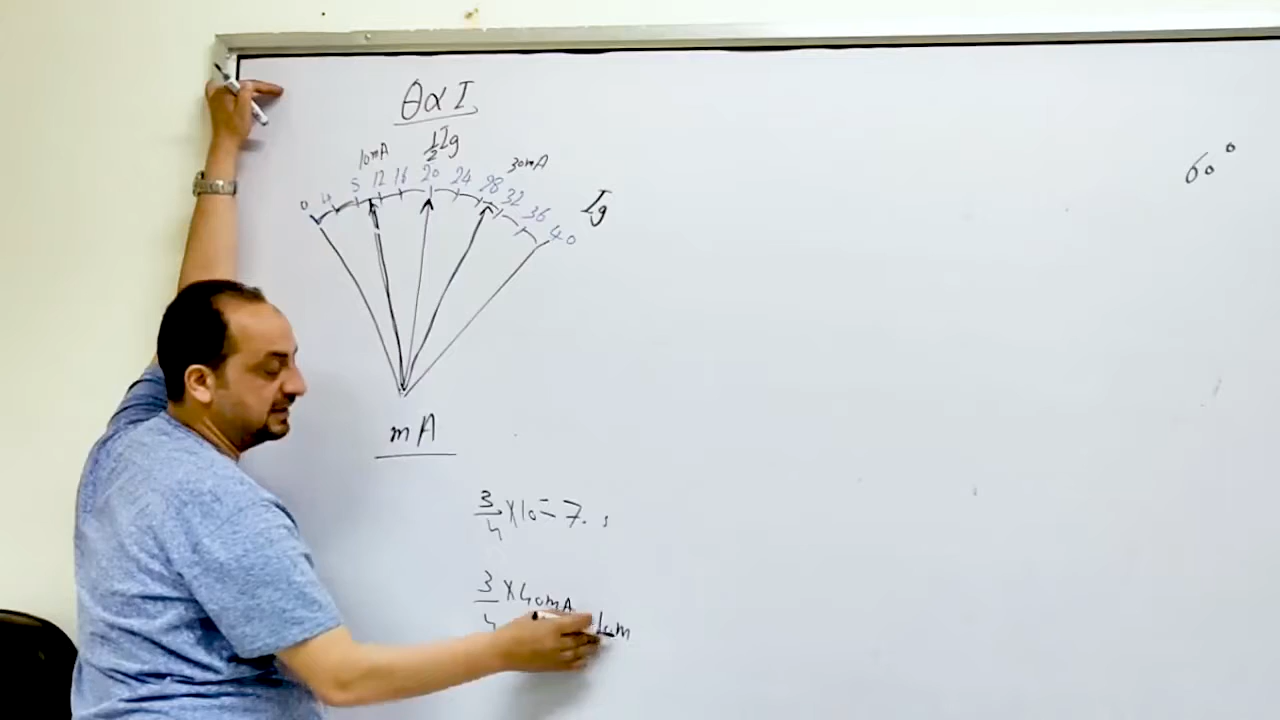 θ α I
½ Ig
10mA
30mA
0 4 8 12 16 20 24 28 32 36 40
Ig
60°
mA
3/4 × 10 = 7.
3/4 × 40mA